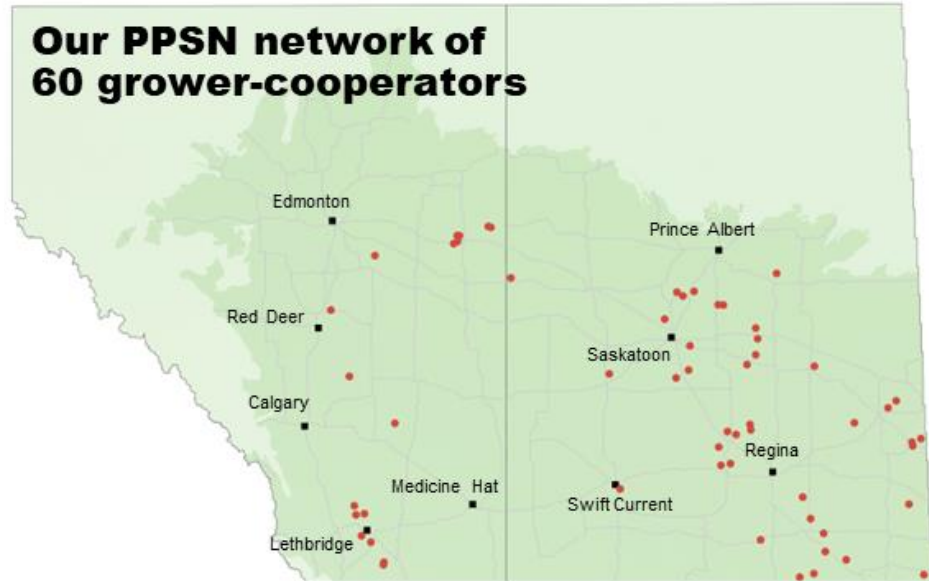 Our PPSN network of
60 grower-cooperators
Edmonton
Prince Albert
Red Deer
Saskatoon
Calgary
Regina
Medicine Hat
Swift Current
Lethbridge